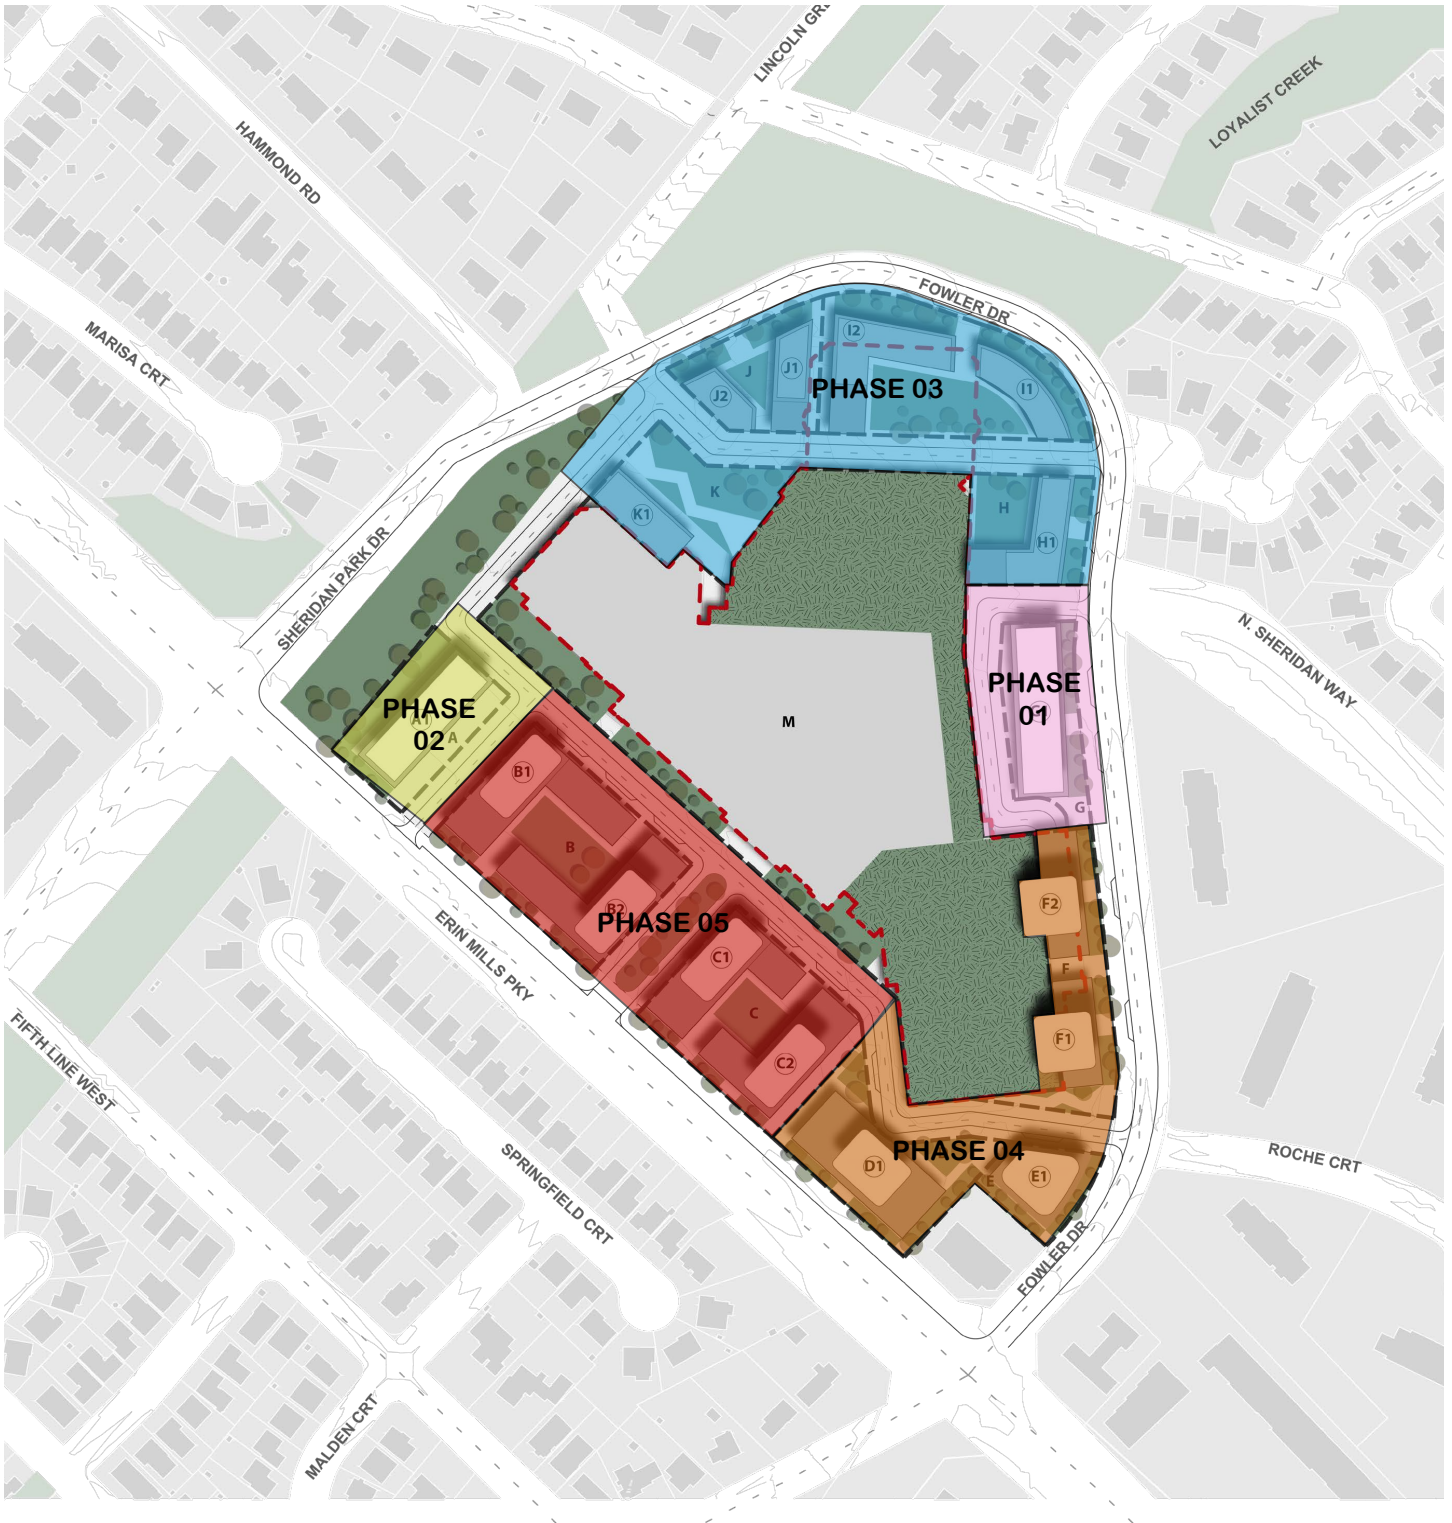 LINCOLN GRE
LOYALIST CREEK
HAMMOND RD
FOWLER DR
MARISA CRT
I2
J1
J
J2
PHASE 03
I1
K
K1
H
H1
SHERIDAN PARK DR
N. SHERIDAN WAY
PHASE
01
G
PHASE
02
A1
A
M
B1
B
B2
PHASE 05
C1
C
C2
F2
F
F1
ERIN MILLS PKY
FIFTH LINE WEST
PHASE 04
D1
E
E1
SPRINGFIELD CRT
ROCHE CRT
FOWLER DR
MALDEN CRT